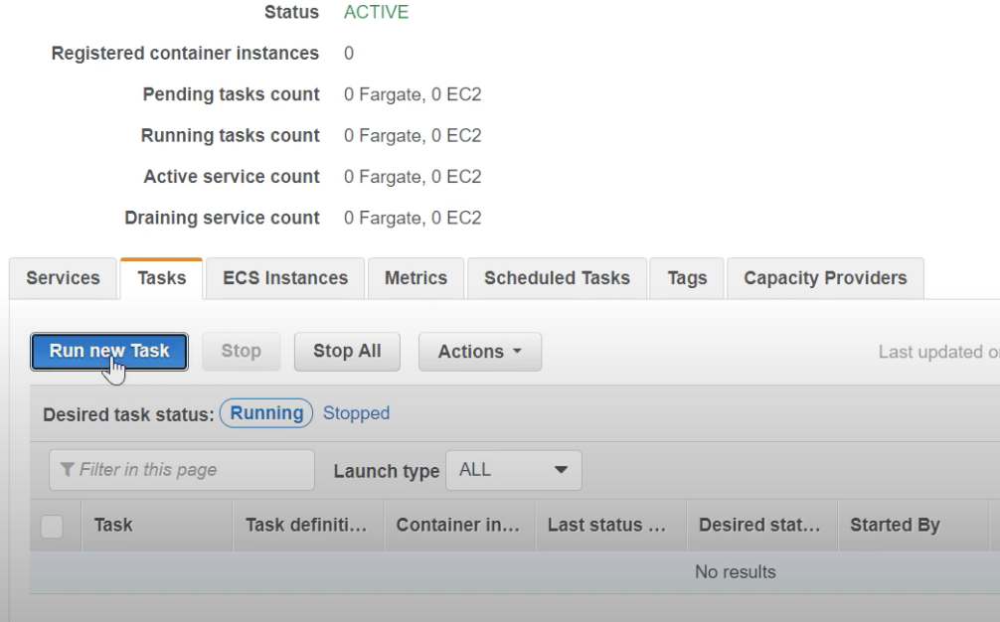 Status ACTIVE
Registered container instances 0
Pending tasks count 0 Fargate, 0 EC2
Running tasks count 0 Fargate, 0 EC2
Active service count 0 Fargate, 0 EC2
Draining service count 0 Fargate, 0 EC2
Services Tasks ECS Instances Metrics Scheduled Tasks Tags Capacity Providers
Run new Task Stop Stop All Actions Last updated o
Desired task status: Running Stopped
Filter in this page Launch type ALL
Task Task definiti... Container in... Last status ... Desired stat... Started By
No results